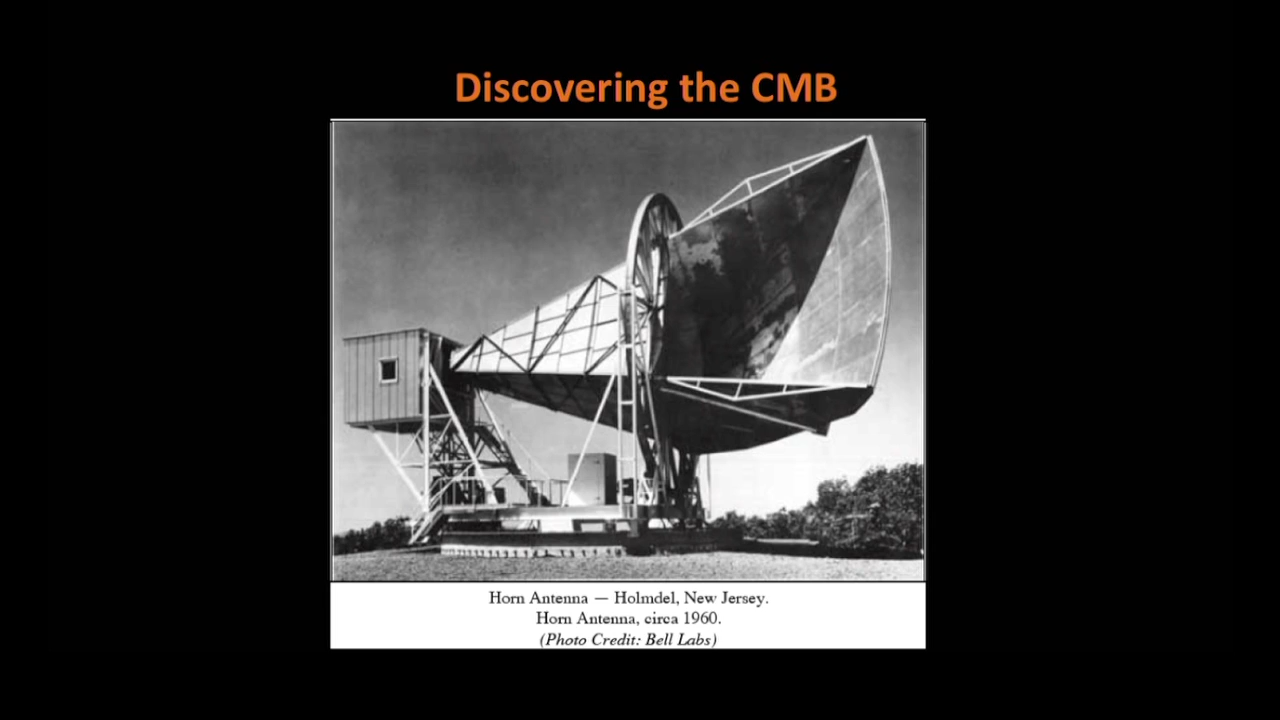 Discovering the CMB
Horn Antenna — Holmdel, New Jersey.
Horn Antenna, circa 1960.
(Photo Credit: Bell Labs)